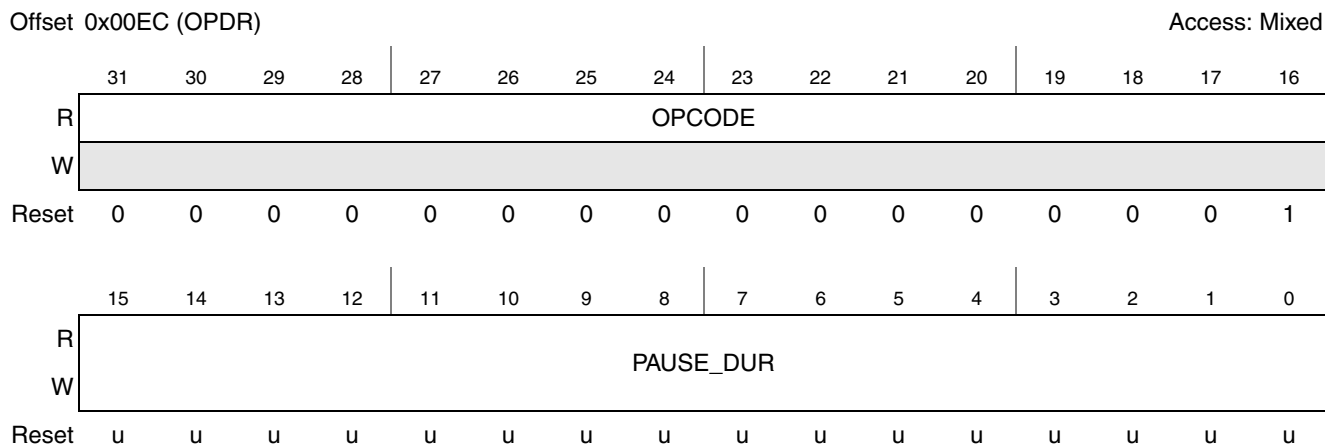 Offset 0x00EC (OPDR) Access: Mixed
31 30 29 28 27 26 25 24 23 22 21 20 19 18 17 16
R OPCODE
W
Reset 0 0 0 0 0 0 0 0 0 0 0 0 0 0 0 1
15 14 13 12 11 10 9 8 7 6 5 4 3 2 1 0
R
PAUSE_DUR
W
Reset u u u u u u u u u u u u u u u u